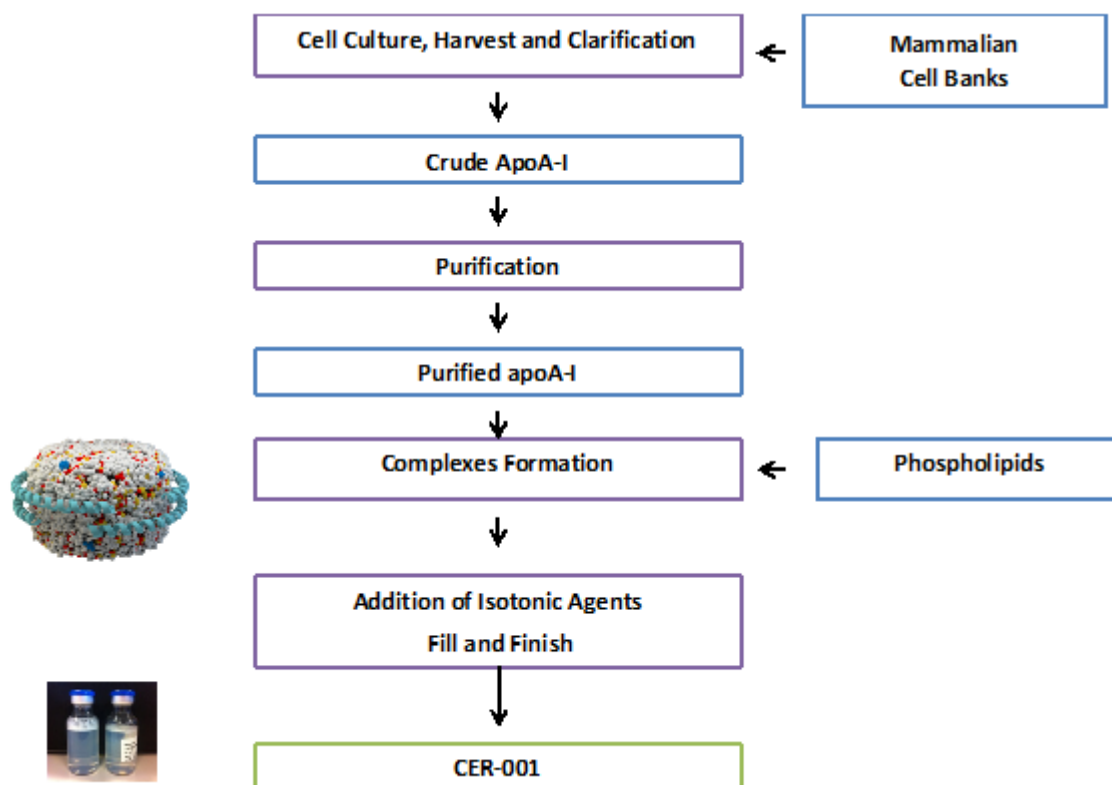 Cell Culture, Harvest and Clarification
Mammalian
Cell Banks
Crude ApoA-I
Purification
Purified apoA-I
Complexes Formation
Phospholipids
Addition of Isotonic Agents
Fill and Finish
CER-001